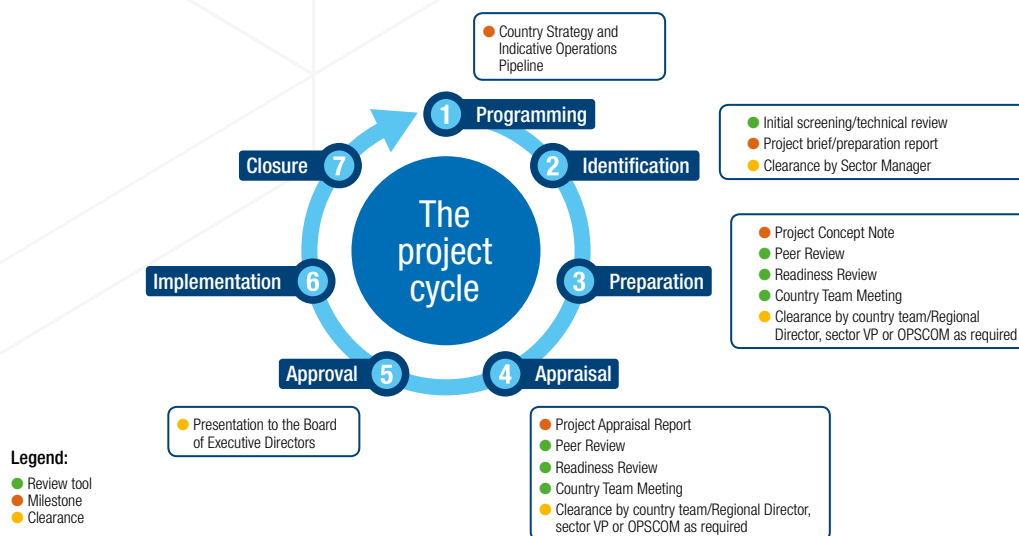 Country Strategy and
Indicative Operations
Pipeline
1 Programming
2 Identification
Initial screening/technical review
Project brief/preparation report
Clearance by Sector Manager
3 Preparation
Project Concept Note
Peer Review
Readiness Review
Country Team Meeting
Clearance by country team/Regional
Director, sector VP or OPSCOM as required
4 Appraisal
Project Appraisal Report
Peer Review
Readiness Review
Country Team Meeting
Clearance by country team/Regional Director,
sector VP or OPSCOM as required
Approval 5
Presentation to the Board
of Executive Directors
Implementation 6
Closure 7
The
project
cycle
Legend:
Review tool
Milestone
Clearance